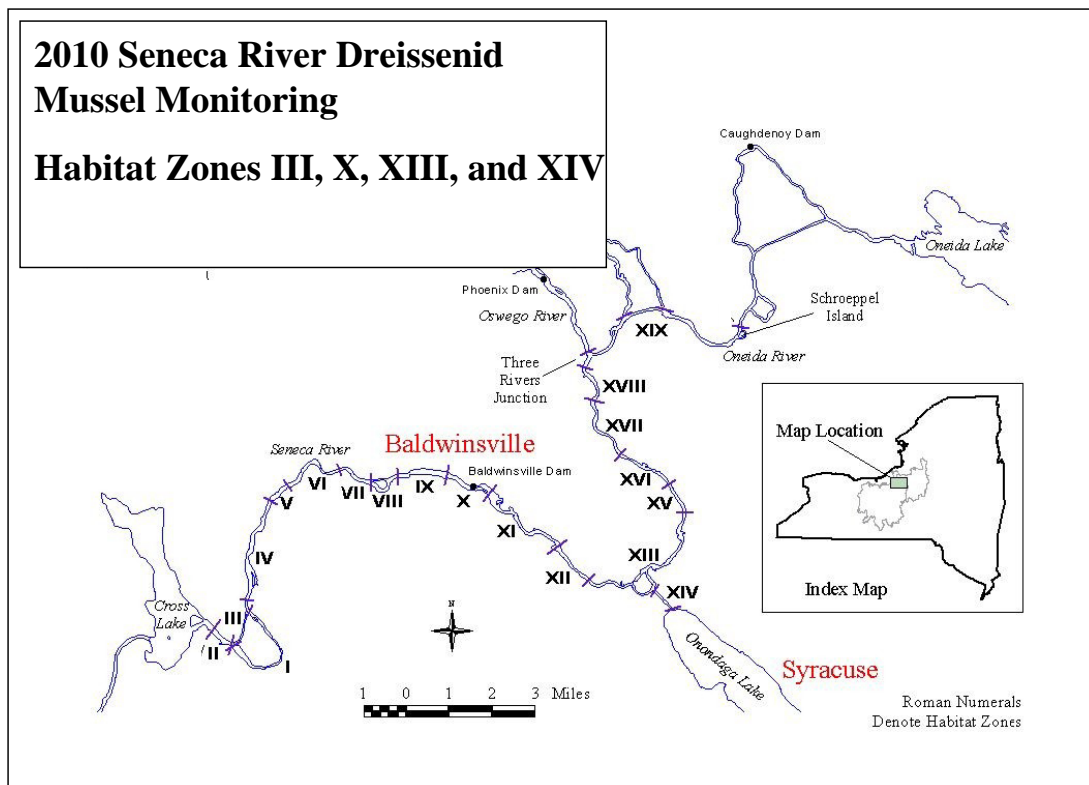 2010 Seneca River Dreissenid
Mussel Monitoring
Habitat Zones III, X, XIII, and XIV
Caughdenoy Dam
Oneida Lake
Phoenix Dam
Oswego River
Schroeppel
Island
XIX
Oneida River
Three
Rivers
Junction
XVIII
XVII
Map Location
Baldwinsville
Seneca River
Baldwinsville Dam
VI
VII
VIII
IX
X
XVI
XV
V
XI
IV
XII
XIII
XIV
Index Map
Cross
Lake
III
II
I
N
Onondaga Lake
Syracuse
1 0 1 2 3 Miles
Roman Numerals
Denote Habitat Zones